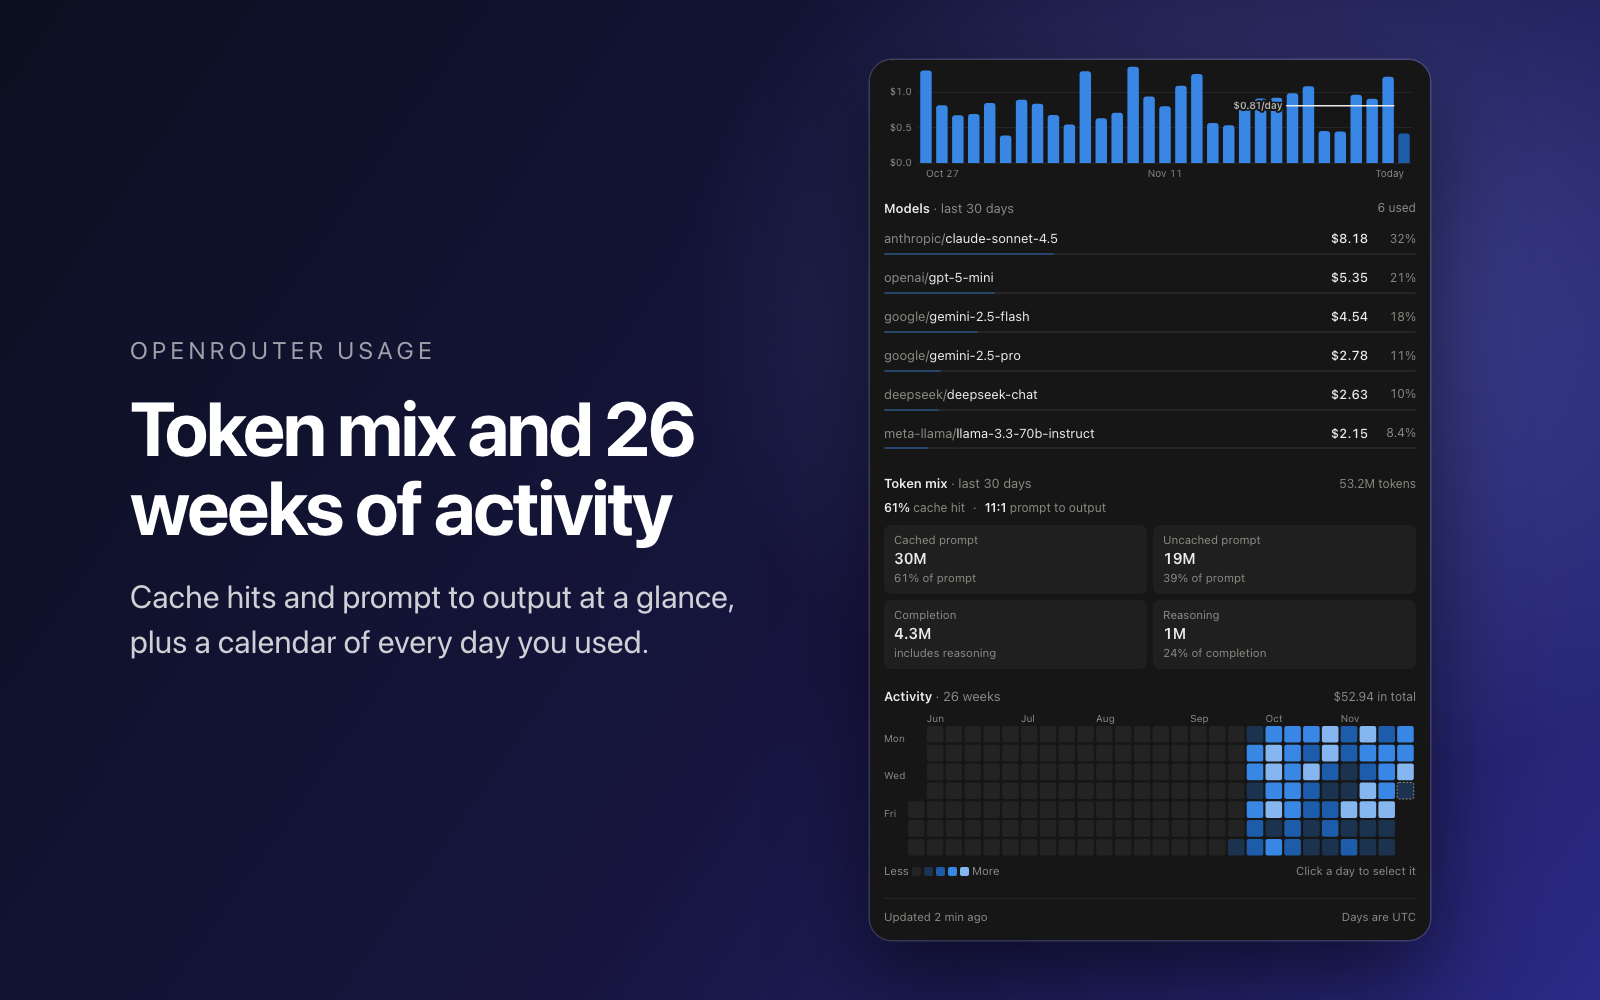 OPENROUTER USAGE
Token mix and 26
weeks of activity
Cache hits and prompt to output at a glance,
plus a calendar of every day you used.
$1.0
$0.81/day
$0.5
$0.0
Oct 27 Nov 11 Today
Models · last 30 days 6 used
anthropic/claude-sonnet-4.5 $8.18 32%
openai/gpt-5-mini $5.35 21%
google/gemini-2.5-flash $4.54 18%
google/gemini-2.5-pro $2.78 11%
deepseek/deepseek-chat $2.63 10%
meta-llama/llama-3.3-70b-instruct $2.15 8.4%
Token mix · last 30 days 53.2M tokens
61% cache hit · 11:1 prompt to output
Cached prompt Uncached prompt
30M 19M
61% of prompt 39% of prompt
Completion Reasoning
4.3M 1M
includes reasoning 24% of completion
Activity · 26 weeks $52.94 in total
Jun Jul Aug Sep Oct Nov
Mon
Wed
Fri
Less More Click a day to select it
Updated 2 min ago Days are UTC